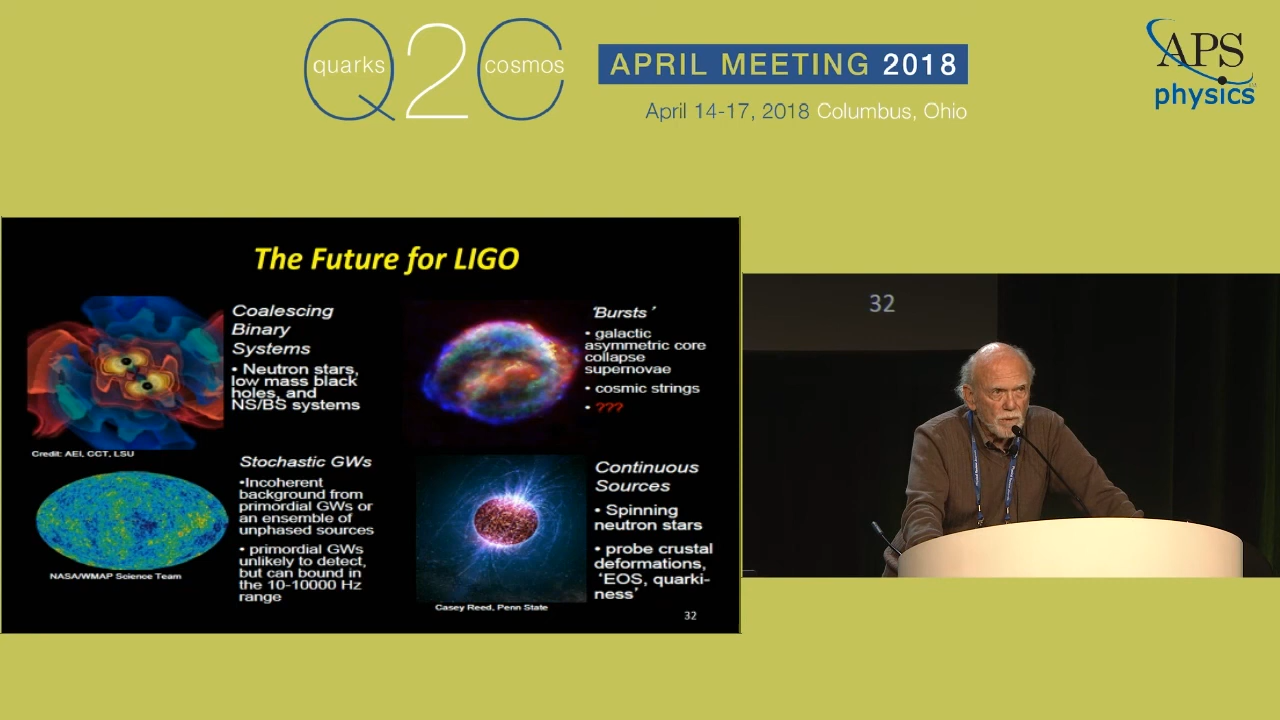 quarks Q2C cosmos
APRIL MEETING 2018
April 14-17, 2018 Columbus, Ohio
APS
physics
The Future for LIGO
Coalescing
Binary
Systems
• Neutron stars,
low mass black
holes, and
NS/BS systems
Credit: AEI, CCT, LSU
‘Bursts’
• galactic
asymmetric core
collapse
supernovae
• cosmic strings
• ???
Stochastic GWs
•Incoherent
background from
primordial GWs or
an ensemble of
unphased sources
• primordial GWs
unlikely to detect,
but can bound in
the 10-10000 Hz
range
NASA/WMAP Science Team
Continuous
Sources
• Spinning
neutron stars
• probe crustal
deformations,
‘EOS, quarki-
ness’
Casey Reed, Penn State
32
32